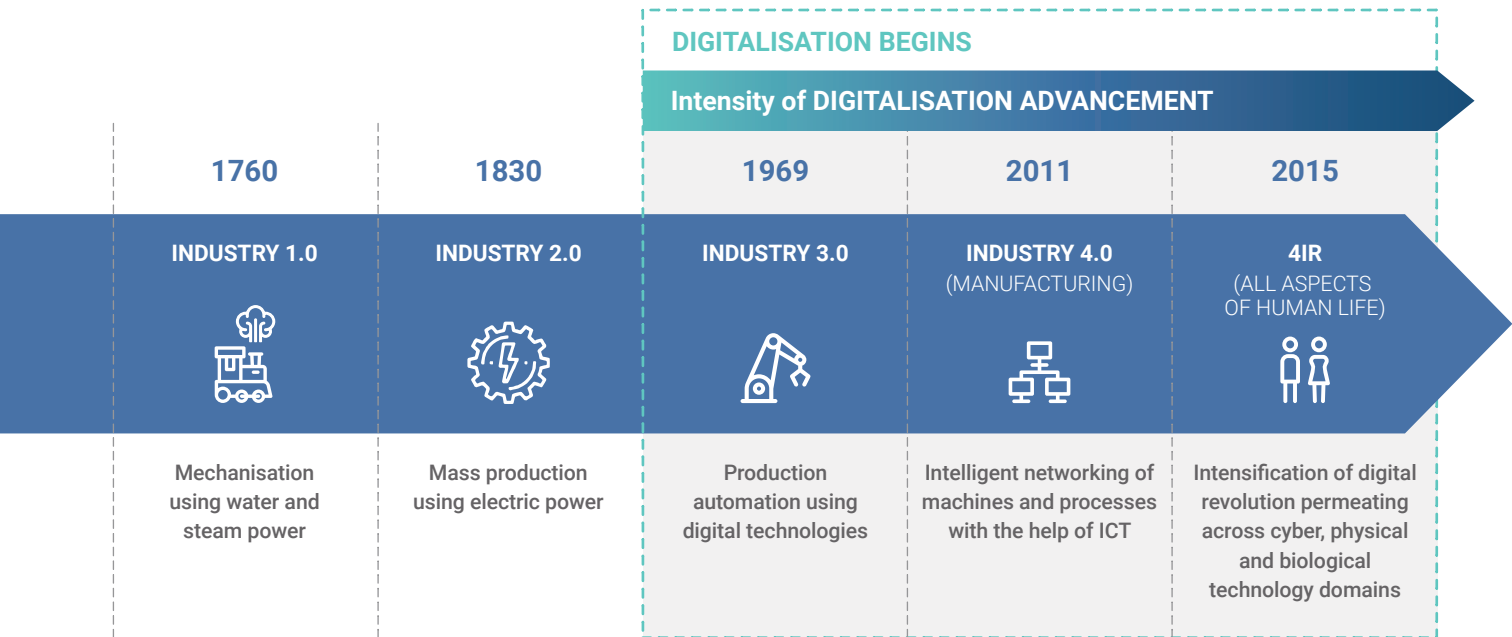 DIGITALISATION BEGINS
Intensity of DIGITALISATION ADVANCEMENT
1760
1830
1969
2011
2015
INDUSTRY 1.0
INDUSTRY 2.0
INDUSTRY 3.0
INDUSTRY 4.0
(MANUFACTURING)
4IR
(ALL ASPECTS
OF HUMAN LIFE)
Mechanisation
using water and
steam power
Mass production
using electric power
Production
automation using
digital technologies
Intelligent networking of
machines and processes
with the help of ICT
Intensification of digital
revolution permeating
across cyber, physical
and biological
technology domains